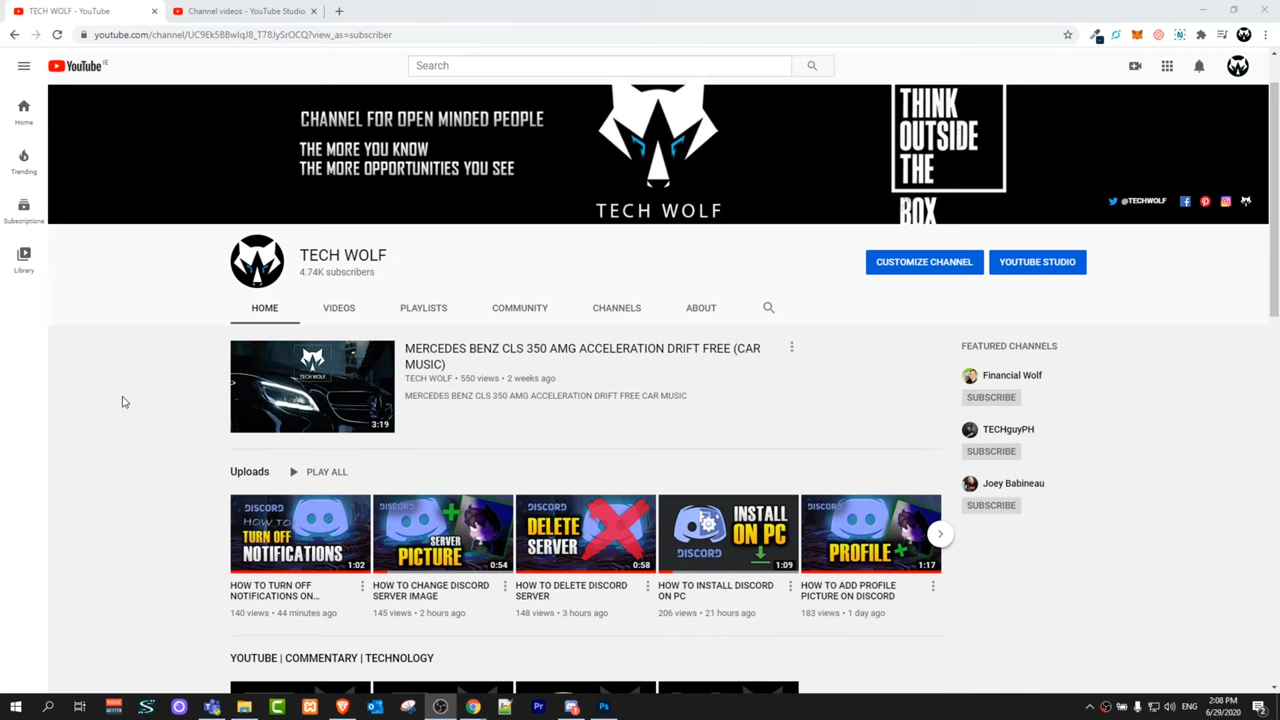 TECH WOLF - YouTube
Channel videos - YouTube Studio
youtube.com/channel/UC9Ek5BBwIqJ8_T78JySrOCQ?view_as=subscriber
YouTube IE
Search
Home
Trending
Subscriptions
Library
CHANNEL FOR OPEN MINDED PEOPLE
THE MORE YOU KNOW
THE MORE OPPORTUNITIES YOU SEE
TECH WOLF
THINK
OUTSIDE
THE
BOX
@TECHWOLF
TECH WOLF
4.74K subscribers
CUSTOMIZE CHANNEL
YOUTUBE STUDIO
HOME
VIDEOS
PLAYLISTS
COMMUNITY
CHANNELS
ABOUT
TECH WOLF
3:19
MERCEDES BENZ CLS 350 AMG ACCELERATION DRIFT FREE (CAR
MUSIC)
TECH WOLF • 550 views • 2 weeks ago
MERCEDES BENZ CLS 350 AMG ACCELERATION DRIFT FREE CAR MUSIC
FEATURED CHANNELS
Financial Wolf
SUBSCRIBE
TECHguyPH
SUBSCRIBE
Joey Babineau
SUBSCRIBE
Uploads
PLAY ALL
DISCORD
HOW TO
TURN OFF
NOTIFICATIONS
1:02
HOW TO TURN OFF
NOTIFICATIONS ON...
140 views • 44 minutes ago
DISCORD
SERVER
PICTURE
0:54
HOW TO CHANGE DISCORD
SERVER IMAGE
145 views • 2 hours ago
DISCORD
DELETE
SERVER
0:58
HOW TO DELETE DISCORD
SERVER
148 views • 3 hours ago
INSTALL
ON PC
1:09
HOW TO INSTALL DISCORD
ON PC
206 views • 21 hours ago
DISCORD
PROFILE
1:17
HOW TO ADD PROFILE
PICTURE ON DISCORD
183 views • 1 day ago
YOUTUBE | COMMENTARY | TECHNOLOGY
ENG
2:08 PM
6/29/2020